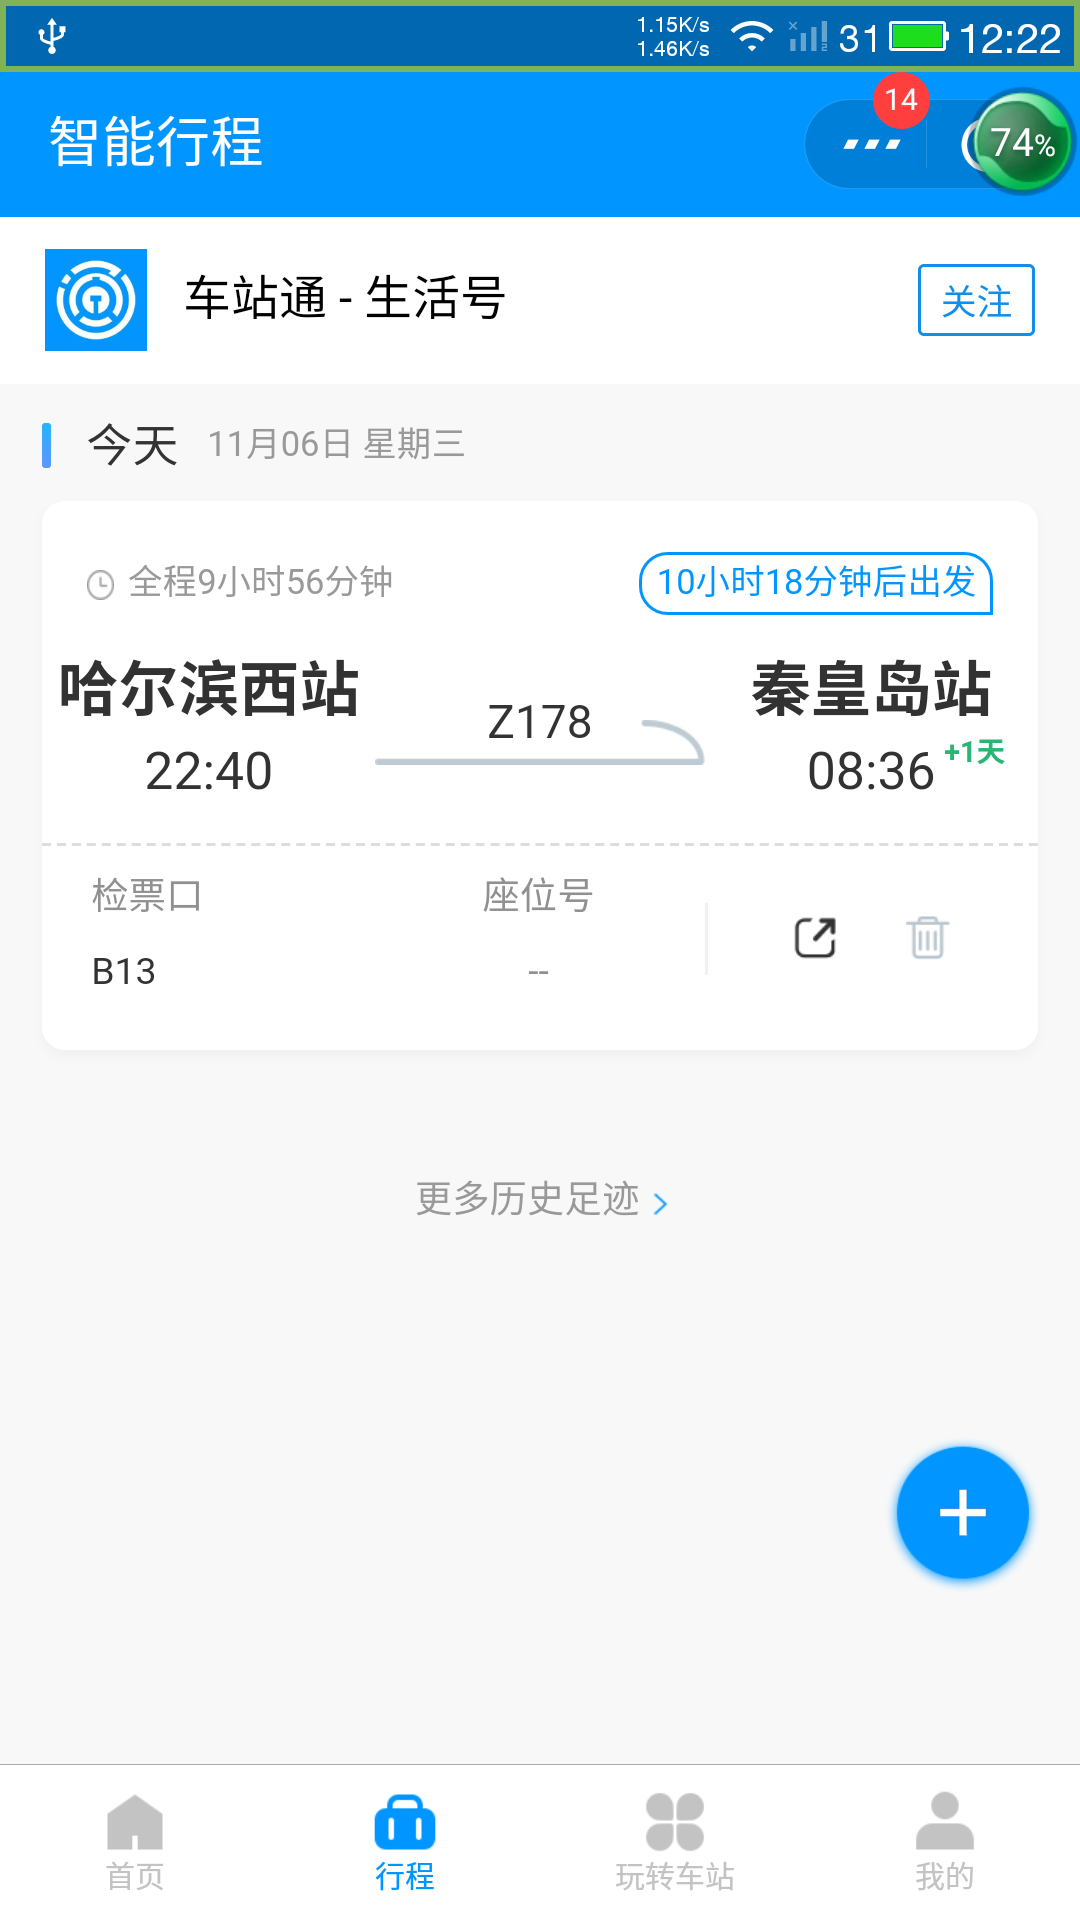 1.15K/s
1.46K/s
31
12:22
智能行程
14
74%
车站通 - 生活号
关注
今天 11月06日 星期三
全程9小时56分钟
10小时18分钟后出发
哈尔滨西站
Z178
秦皇岛站
22:40
08:36 +1天
检票口
座位号
B13
--
更多历史足迹
首页
行程
玩转车站
我的